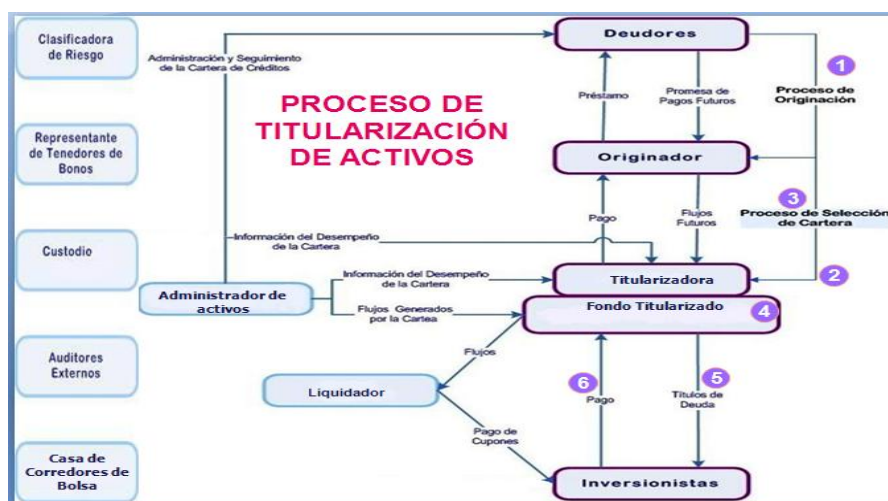 Clasificadora
de Riesgo
Representante
de Tenedores de
Bonos
Custodio
Auditores
Externos
Casa de
Corredores de
Bolsa
Administración y Seguimiento
de la Cartera de Créditos
PROCESO DE
TITULARIZACIÓN
DE ACTIVOS
Deudores
1
Proceso de
Originación
Préstamo
Promesa de
Pagos Futuros
Originador
3
Proceso de Selección
de Cartera
Pago
Flujos
Futuros
Información del Desempeño
de la Cartera
2
Administrador de
activos
Información del Desempeño
de la Cartera
Titularizadora
Flujos Generados
por la Cartea
Fondo Titularizado
4
Flujos
Liquidador
6
Pago
5
Títulos de
Deuda
Pago de
Cupones
Inversionistas